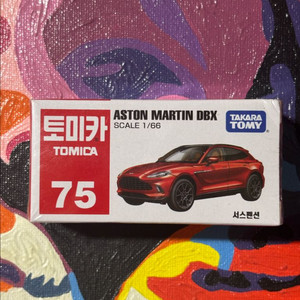 토미카
TOMICA
75
ASTON MARTIN DBX
SCALE 1/66
TAKARA
TOMY
서스펜션